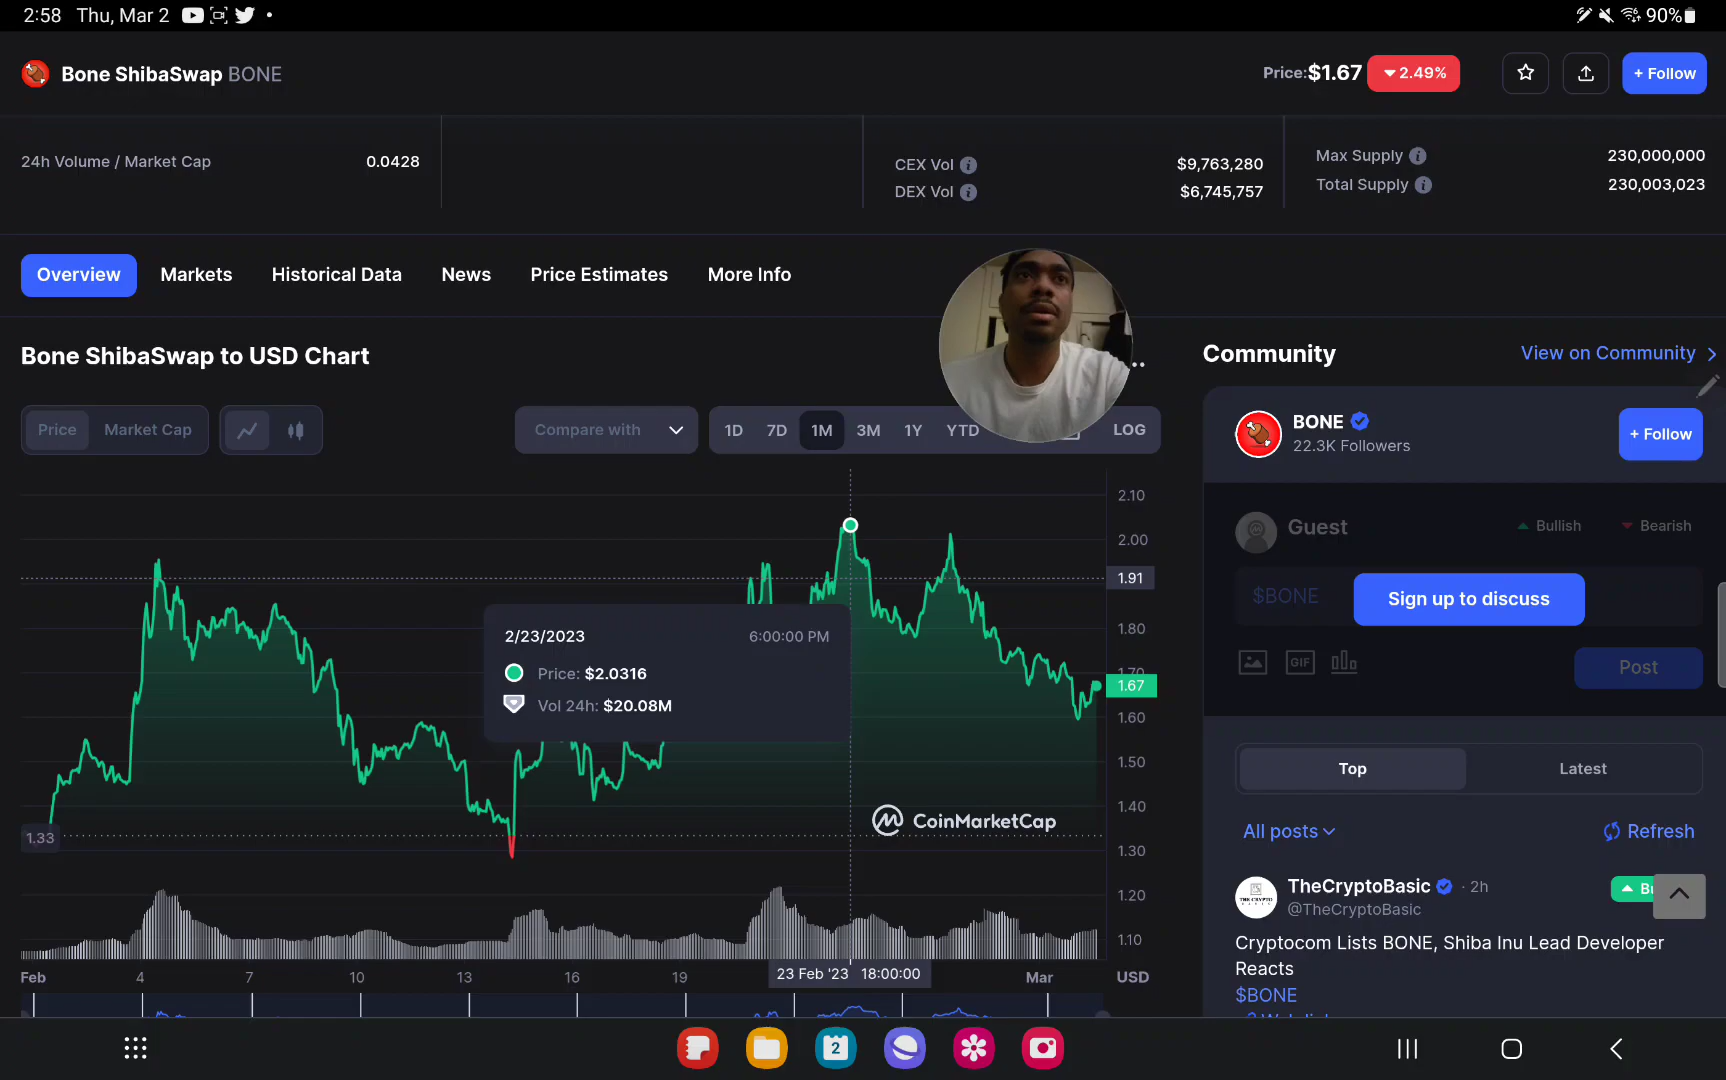 2:58 Thu, Mar 2
90%
Bone ShibaSwap BONE
Price:$1.67
2.49%
+ Follow
24h Volume / Market Cap 0.0428
CEX Vol $9,763,280
DEX Vol $6,745,757
Max Supply 230,000,000
Total Supply 230,003,023
Overview Markets Historical Data News Price Estimates More Info
Bone ShibaSwap to USD Chart
Price Market Cap
Compare with
1D 7D 1M 3M 1Y YTD LOG
2.10
2.00
1.91
1.80
1.70
1.67
1.60
1.50
1.40
1.33
1.30
1.20
1.10
2/23/2023 6:00:00 PM
Price: $2.0316
Vol 24h: $20.08M
CoinMarketCap
Feb 4 7 10 13 16 19 23 Feb '23 18:00:00 Mar USD
Community View on Community
BONE
22.3K Followers
+ Follow
Guest Bullish Bearish
$BONE
Sign up to discuss
GIF
Post
Top Latest
All posts Refresh
TheCryptoBasic · 2h
@TheCryptoBasic
THE CRYPTO
BASIC
Cryptocom Lists BONE, Shiba Inu Lead Developer
Reacts
$BONE
2